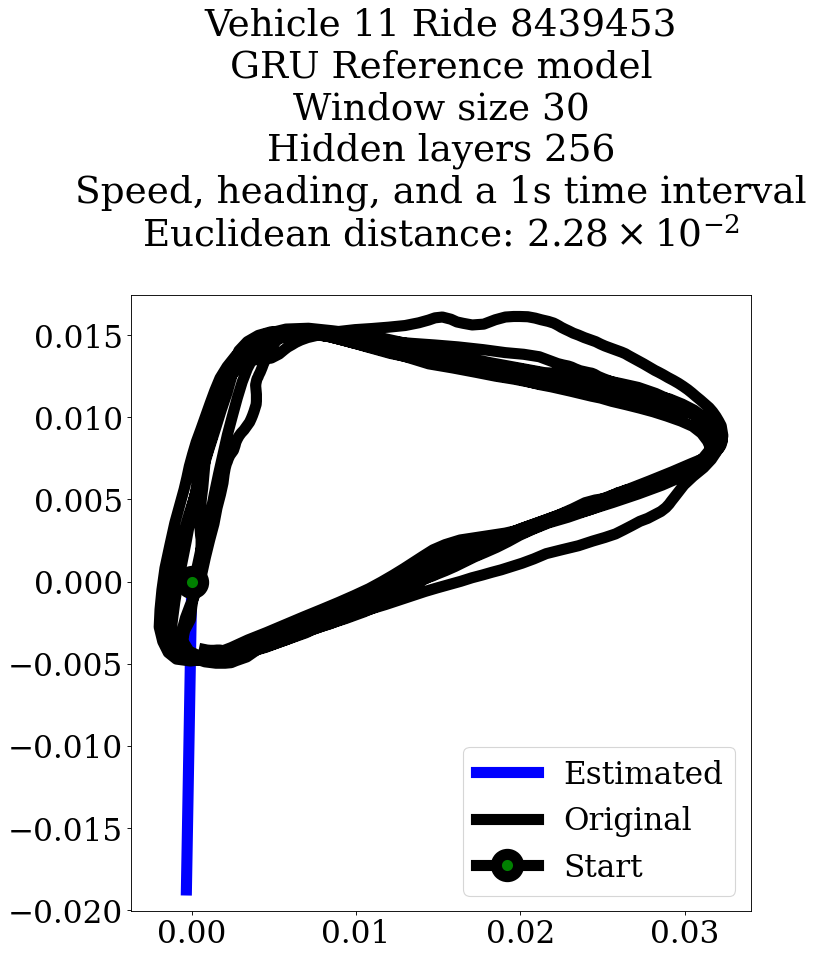 Vehicle 11 Ride 8439453
GRU Reference model
Window size 30
Hidden layers 256
Speed, heading, and a 1s time interval
Euclidean distance: 2.28 × 10⁻²
0.015
0.010
0.005
0.000
−0.005
−0.010
−0.015
−0.020
Estimated
Original
Start
0.00 0.01 0.02 0.03